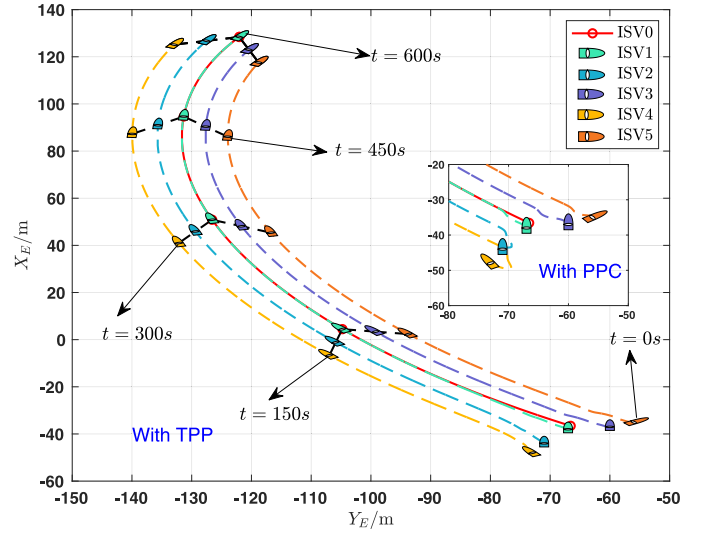 140
120
100
80
60
40
20
0
-20
-40
-60
X_E/m
-150
-140
-130
-120
-110
-100
-90
-80
-70
-60
-50
Y_E/m
t = 600s
t = 450s
t = 300s
t = 150s
t = 0s
With TPP
ISV0
ISV1
ISV2
ISV3
ISV4
ISV5
-20
-30
-40
-50
-60
-80
-70
-60
-50
With PPC